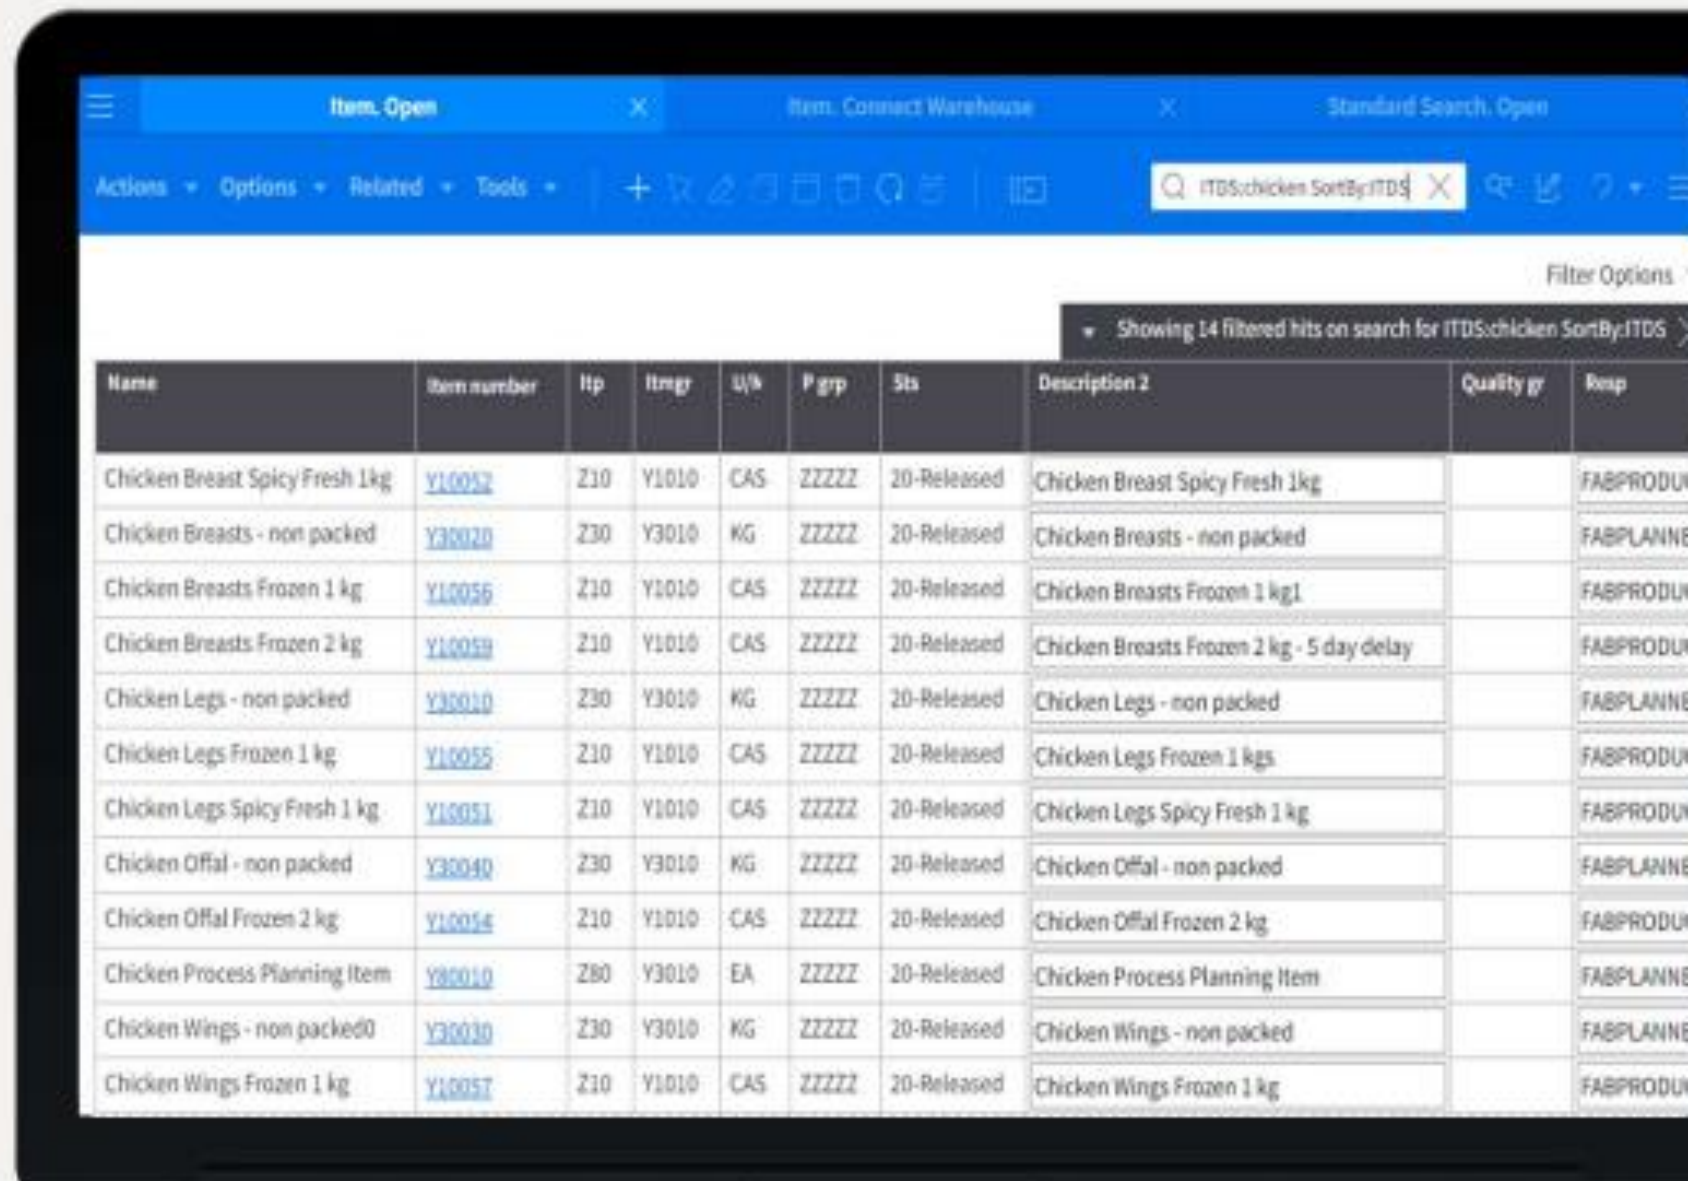 Item. Open Item. Connect Warehouse Standard Search. Open
Actions Options Related Tools ITDS:chicken SortBy:ITDS
Filter Options
Showing 14 filtered hits on search for ITDS:chicken SortBy:ITDS
Name Item number Itp Itmgr U/M P grp Sts Description 2 Quality gr Resp
Chicken Breast Spicy Fresh 1kg Y10052 Z10 Y1010 CAS ZZZZZ 20-Released Chicken Breast Spicy Fresh 1kg FABPRODU
Chicken Breasts - non packed Y30020 Z30 Y3010 KG ZZZZZ 20-Released Chicken Breasts - non packed FABPLANNE
Chicken Breasts Frozen 1 kg Y10056 Z10 Y1010 CAS ZZZZZ 20-Released Chicken Breasts Frozen 1 kg1 FABPRODU
Chicken Breasts Frozen 2 kg Y10059 Z10 Y1010 CAS ZZZZZ 20-Released Chicken Breasts Frozen 2 kg - 5 day delay FABPRODU
Chicken Legs - non packed Y30010 Z30 Y3010 KG ZZZZZ 20-Released Chicken Legs - non packed FABPLANNE
Chicken Legs Frozen 1 kg Y10055 Z10 Y1010 CAS ZZZZZ 20-Released Chicken Legs Frozen 1 kgs FABPRODU
Chicken Legs Spicy Fresh 1 kg Y10051 Z10 Y1010 CAS ZZZZZ 20-Released Chicken Legs Spicy Fresh 1 kg FABPRODU
Chicken Offal - non packed Y30040 Z30 Y3010 KG ZZZZZ 20-Released Chicken Offal - non packed FABPLANNE
Chicken Offal Frozen 2 kg Y10054 Z10 Y1010 CAS ZZZZZ 20-Released Chicken Offal Frozen 2 kg FABPRODU
Chicken Process Planning Item Y80010 Z80 Y3010 EA ZZZZZ 20-Released Chicken Process Planning Item FABPLANNE
Chicken Wings - non packed0 Y30030 Z30 Y3010 KG ZZZZZ 20-Released Chicken Wings - non packed FABPLANNE
Chicken Wings Frozen 1 kg Y10057 Z10 Y1010 CAS ZZZZZ 20-Released Chicken Wings Frozen 1 kg FABPRODU